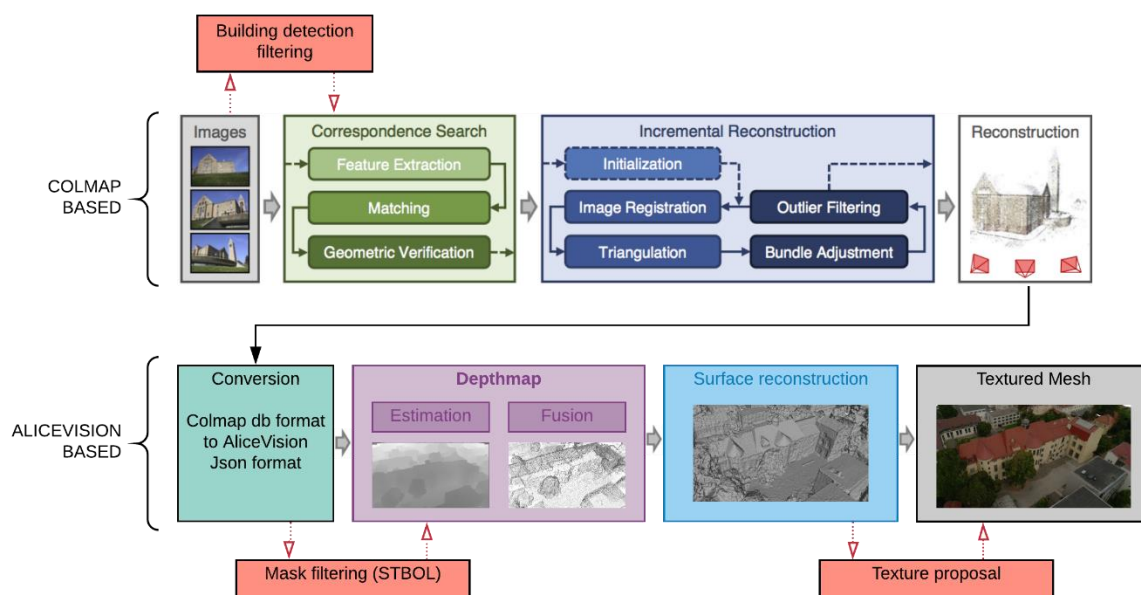 Building detection
filtering
COLMAP
BASED
Images
Correspondence Search
Feature Extraction
Matching
Geometric Verification
Incremental Reconstruction
Initialization
Image Registration
Outlier Filtering
Triangulation
Bundle Adjustment
Reconstruction
ALICEVISION
BASED
Conversion
Colmap db format
to AliceVision
Json format
Depthmap
Estimation
Fusion
Surface reconstruction
Textured Mesh
Mask filtering (STBOL)
Texture proposal